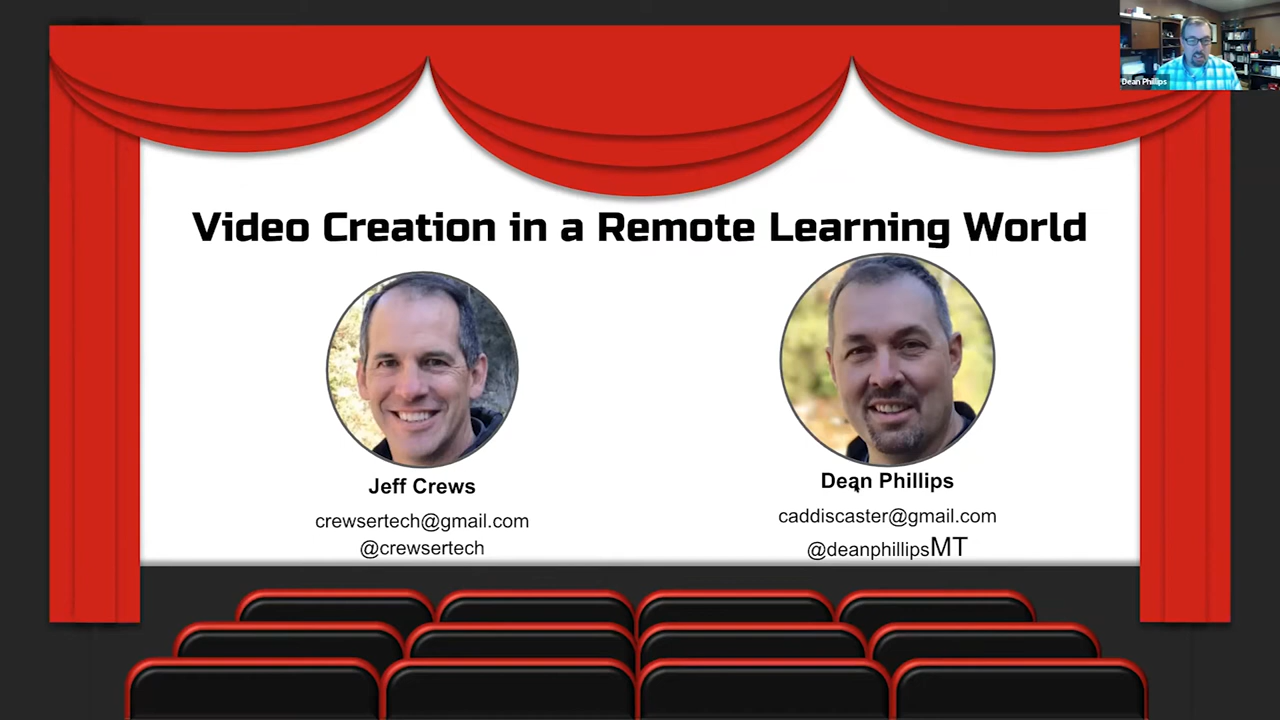 Dean Phillips
Video Creation in a Remote Learning World
Jeff Crews
crewsertech@gmail.com
@crewsertech
Dean Phillips
caddiscaster@gmail.com
@deanphillipsMT